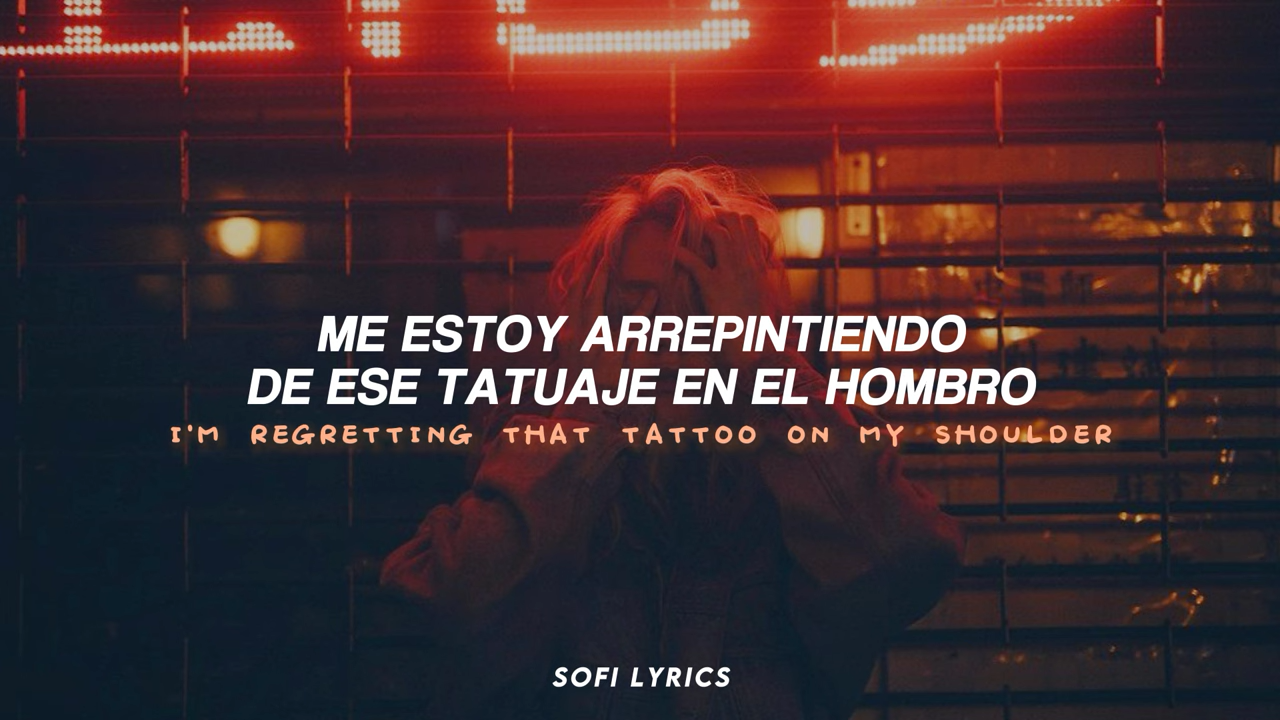 ME ESTOY ARREPINTIENDO
DE ESE TATUAJE EN EL HOMBRO
I'M REGRETTING THAT TATTOO ON MY SHOULDER
SOFI LYRICS